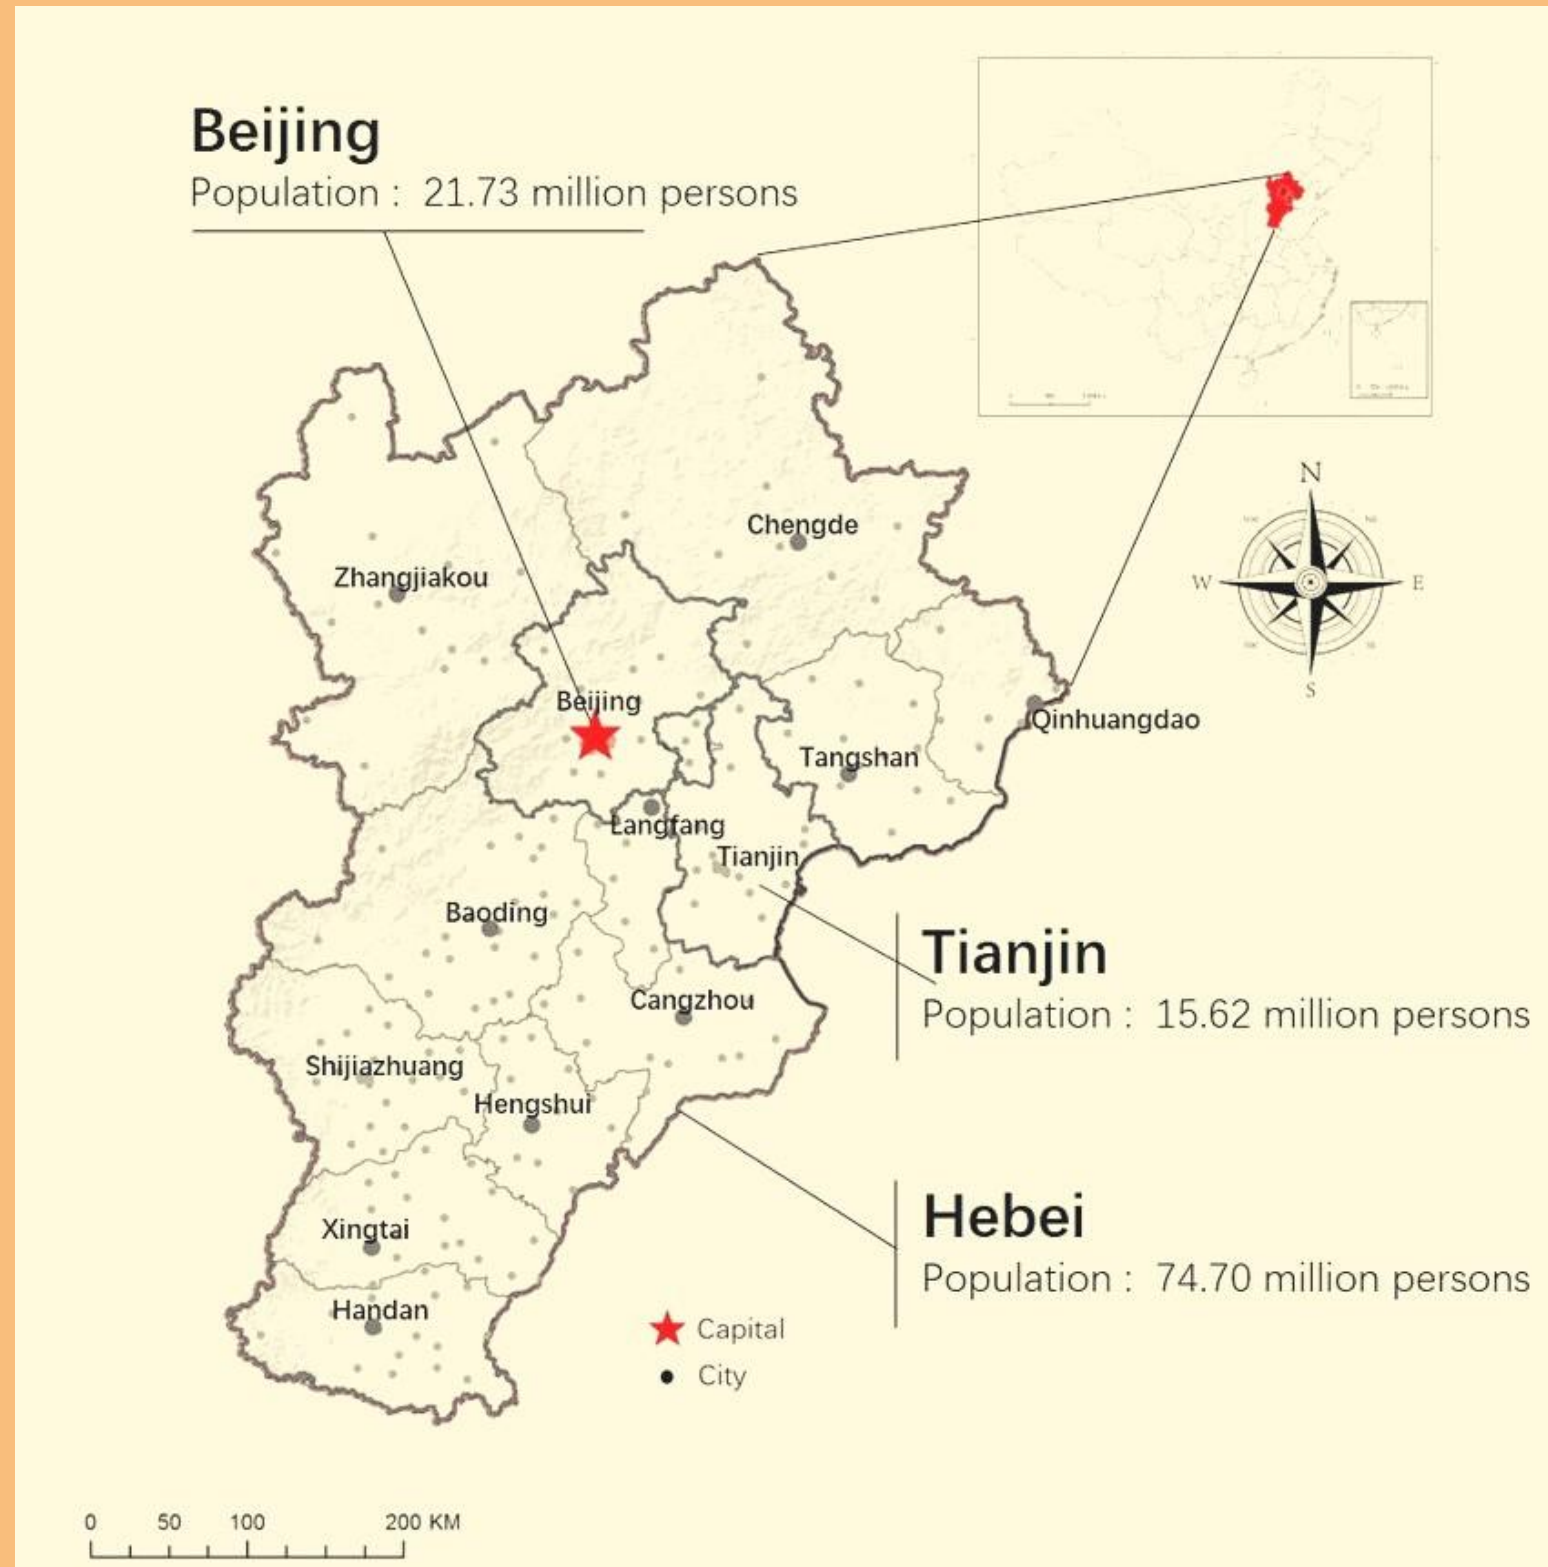 Beijing
Population : 21.73 million persons
N
W
E
S
Chengde
Zhangjiakou
Beijing
Qinhuangdao
Tangshan
Langfang
Tianjin
Baoding
Tianjin
Population : 15.62 million persons
Cangzhou
Shijiazhuang
Hengshui
Hebei
Population : 74.70 million persons
Xingtai
Handan
Capital
City
0 50 100 200 KM